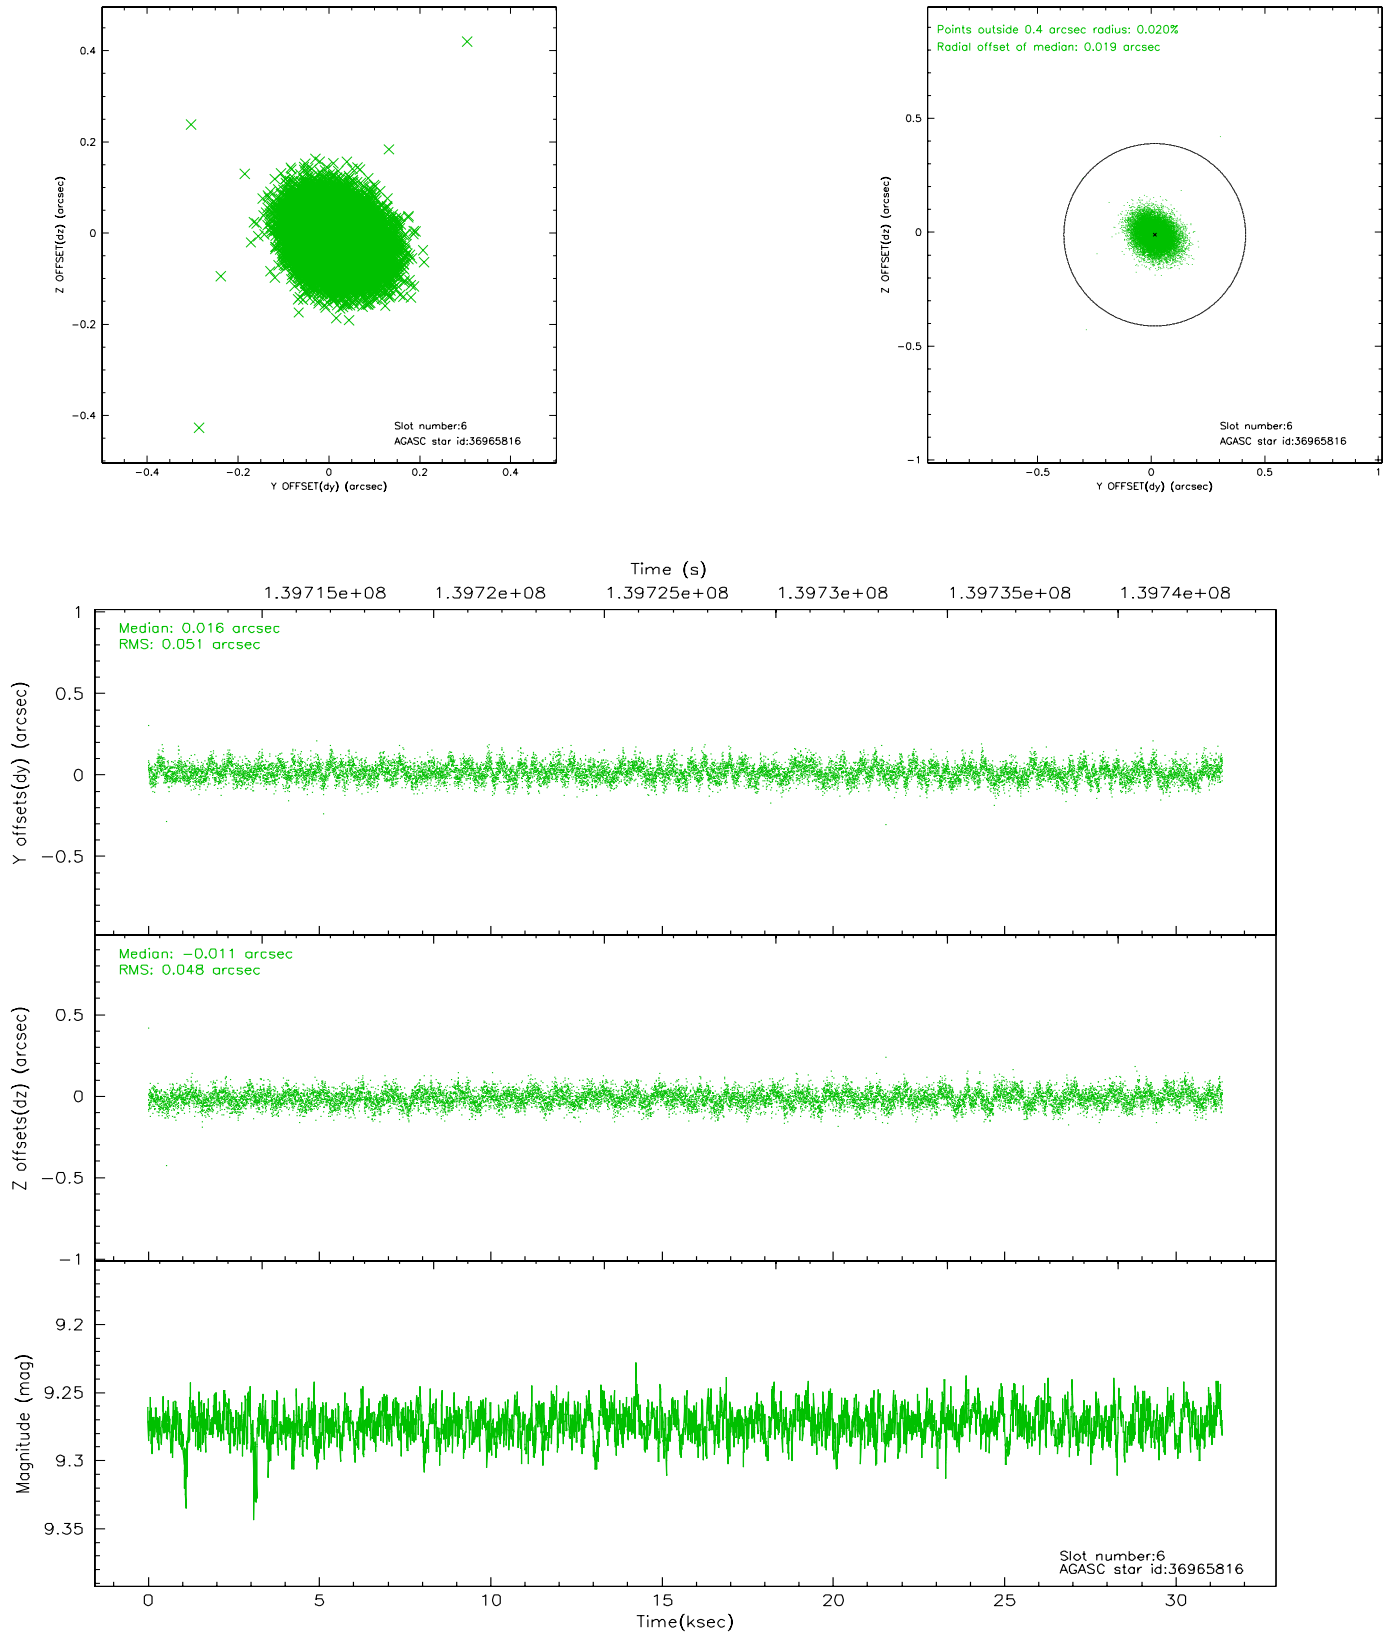 0.4
0.2
0
−0.2
−0.4
Z OFFSET(dz) (arcsec)
−0.4 −0.2 0 0.2 0.4
Y OFFSET(dy) (arcsec)
Slot number:6
AGASC star id:36965816
Points outside 0.4 arcsec radius: 0.020%
Radial offset of median: 0.019 arcsec
0.5
0
−0.5
−1
Z OFFSET(dz) (arcsec)
−0.5 0 0.5 1
Y OFFSET(dy) (arcsec)
Slot number:6
AGASC star id:36965816
Time (s)
1.39715e+08 1.3972e+08 1.39725e+08 1.3973e+08 1.39735e+08 1.3974e+08
Median: 0.016 arcsec
RMS: 0.051 arcsec
1
0.5
0
−0.5
Y offsets(dy) (arcsec)
Median: −0.011 arcsec
RMS: 0.048 arcsec
0.5
0
−0.5
−1
Z offsets(dz) (arcsec)
9.2
9.25
9.3
9.35
Magnitude (mag)
Slot number:6
AGASC star id:36965816
0 5 10 15 20 25 30
Time(ksec)